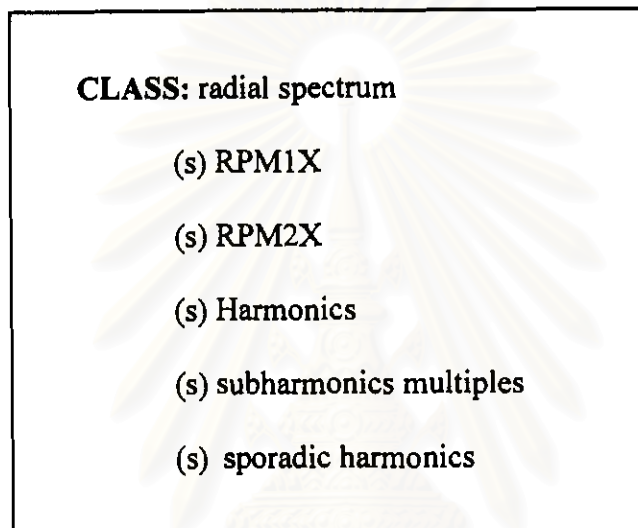 CLASS: radial spectrum
(s) RPM1X
(s) RPM2X
(s) Harmonics
(s) subharmonics multiples
(s) sporadic harmonics